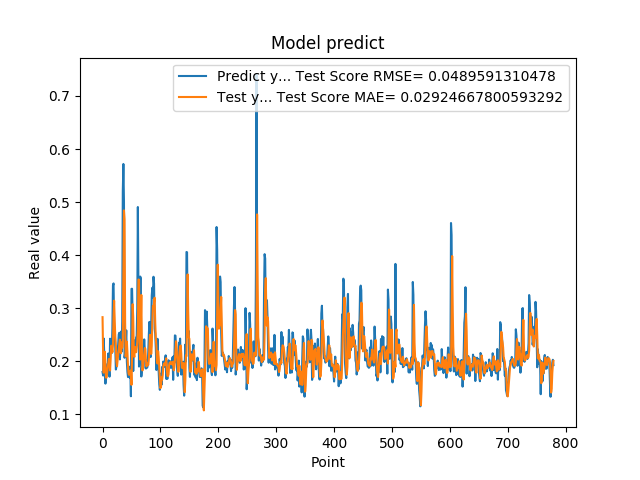 Model predict
Predict y... Test Score RMSE= 0.0489591310478
Test y... Test Score MAE= 0.02924667800593292
Real value
0.7
0.6
0.5
0.4
0.3
0.2
0.1
0 100 200 300 400 500 600 700 800
Point